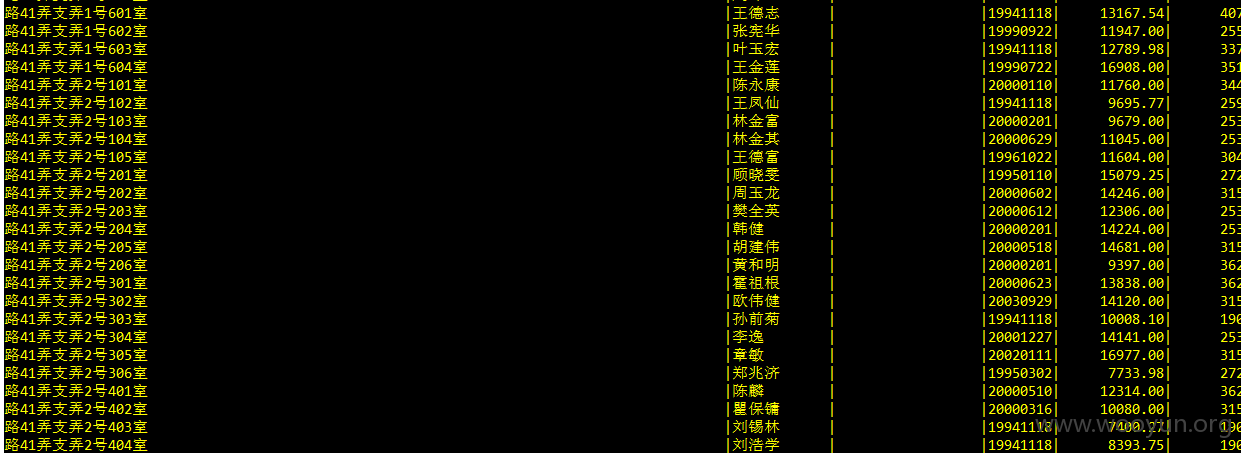 路41弄支弄1号601室 |王德志 | |19941118| 13167.54| 407
路41弄支弄1号602室 |张宪华 | |19990922| 11947.00| 255
路41弄支弄1号603室 |叶玉宏 | |19941118| 12789.98| 337
路41弄支弄1号604室 |王金莲 | |19990722| 16908.00| 351
路41弄支弄2号101室 |陈永康 | |20000110| 11760.00| 344
路41弄支弄2号102室 |王凤仙 | |19941118| 9695.77| 259
路41弄支弄2号103室 |林金富 | |20000201| 9679.00| 253
路41弄支弄2号104室 |林金其 | |20000629| 11045.00| 253
路41弄支弄2号105室 |王德富 | |19961022| 11604.00| 304
路41弄支弄2号201室 |顾晓雯 | |19950110| 15079.25| 272
路41弄支弄2号202室 |周玉龙 | |20000602| 14246.00| 315
路41弄支弄2号203室 |樊全英 | |20000612| 12306.00| 253
路41弄支弄2号204室 |韩健 | |20000201| 14224.00| 253
路41弄支弄2号205室 |胡建伟 | |20000518| 14681.00| 315
路41弄支弄2号206室 |黄和明 | |20000201| 9397.00| 362
路41弄支弄2号301室 |霍祖根 | |20000623| 13838.00| 362
路41弄支弄2号302室 |欧伟健 | |20030929| 14120.00| 315
路41弄支弄2号303室 |孙前菊 | |19941118| 10008.10| 190
路41弄支弄2号304室 |李逸 | |20001227| 14141.00| 253
路41弄支弄2号305室 |章敏 | |20020111| 16977.00| 315
路41弄支弄2号306室 |郑兆济 | |19950302| 7733.98| 272
路41弄支弄2号401室 |陈麟 | |20000510| 12314.00| 362
路41弄支弄2号402室 |瞿保镛 | |20000316| 10080.00| 315
路41弄支弄2号403室 |刘锡林 | |19941118| 7400.27| 190
路41弄支弄2号404室 |刘浩学 | |19941118| 8393.75| 190
www.wooyun.org